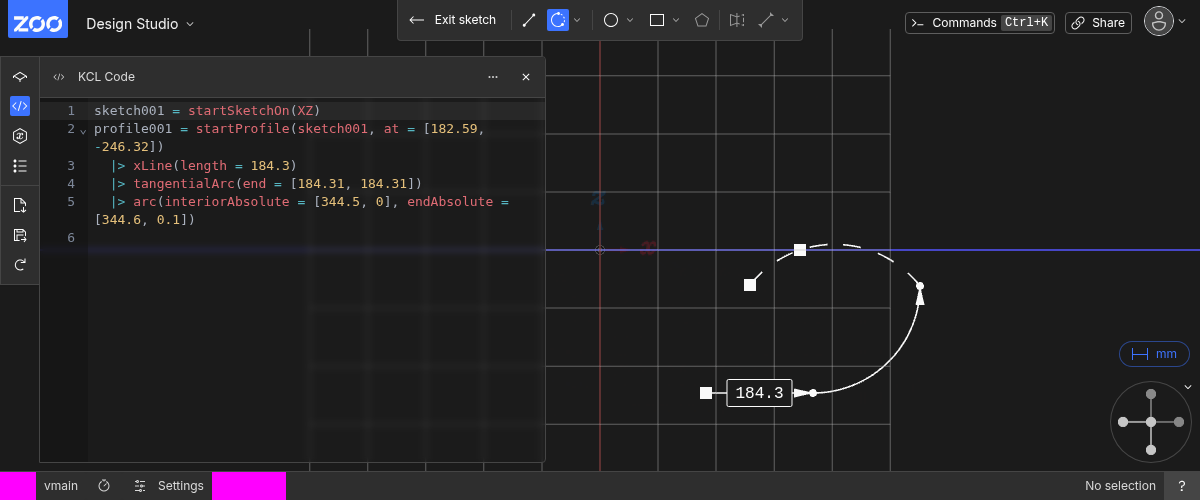 ZOO Design Studio
Exit sketch
Commands Ctrl+K
Share
KCL Code
1 sketch001 = startSketchOn(XZ)
2 profile001 = startProfile(sketch001, at = [182.59,
-246.32])
3 |> xLine(length = 184.3)
4 |> tangentialArc(end = [184.31, 184.31])
5 |> arc(interiorAbsolute = [344.5, 0], endAbsolute =
[344.6, 0.1])
6
z
x
184.3
mm
vmain
Settings
No selection
?